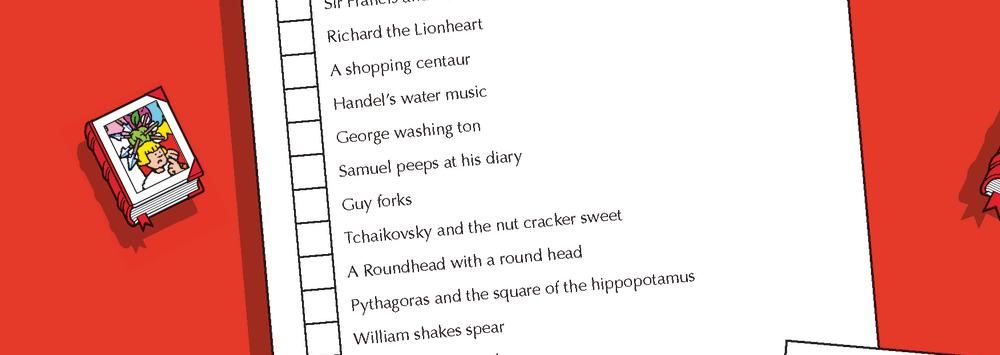 Sir Francis
Richard the Lionheart
A shopping centaur
Handel's water music
George washing ton
Samuel peeps at his diary
Guy forks
Tchaikovsky and the nut cracker sweet
A Roundhead with a round head
Pythagoras and the square of the hippopotamus
William shakes spear